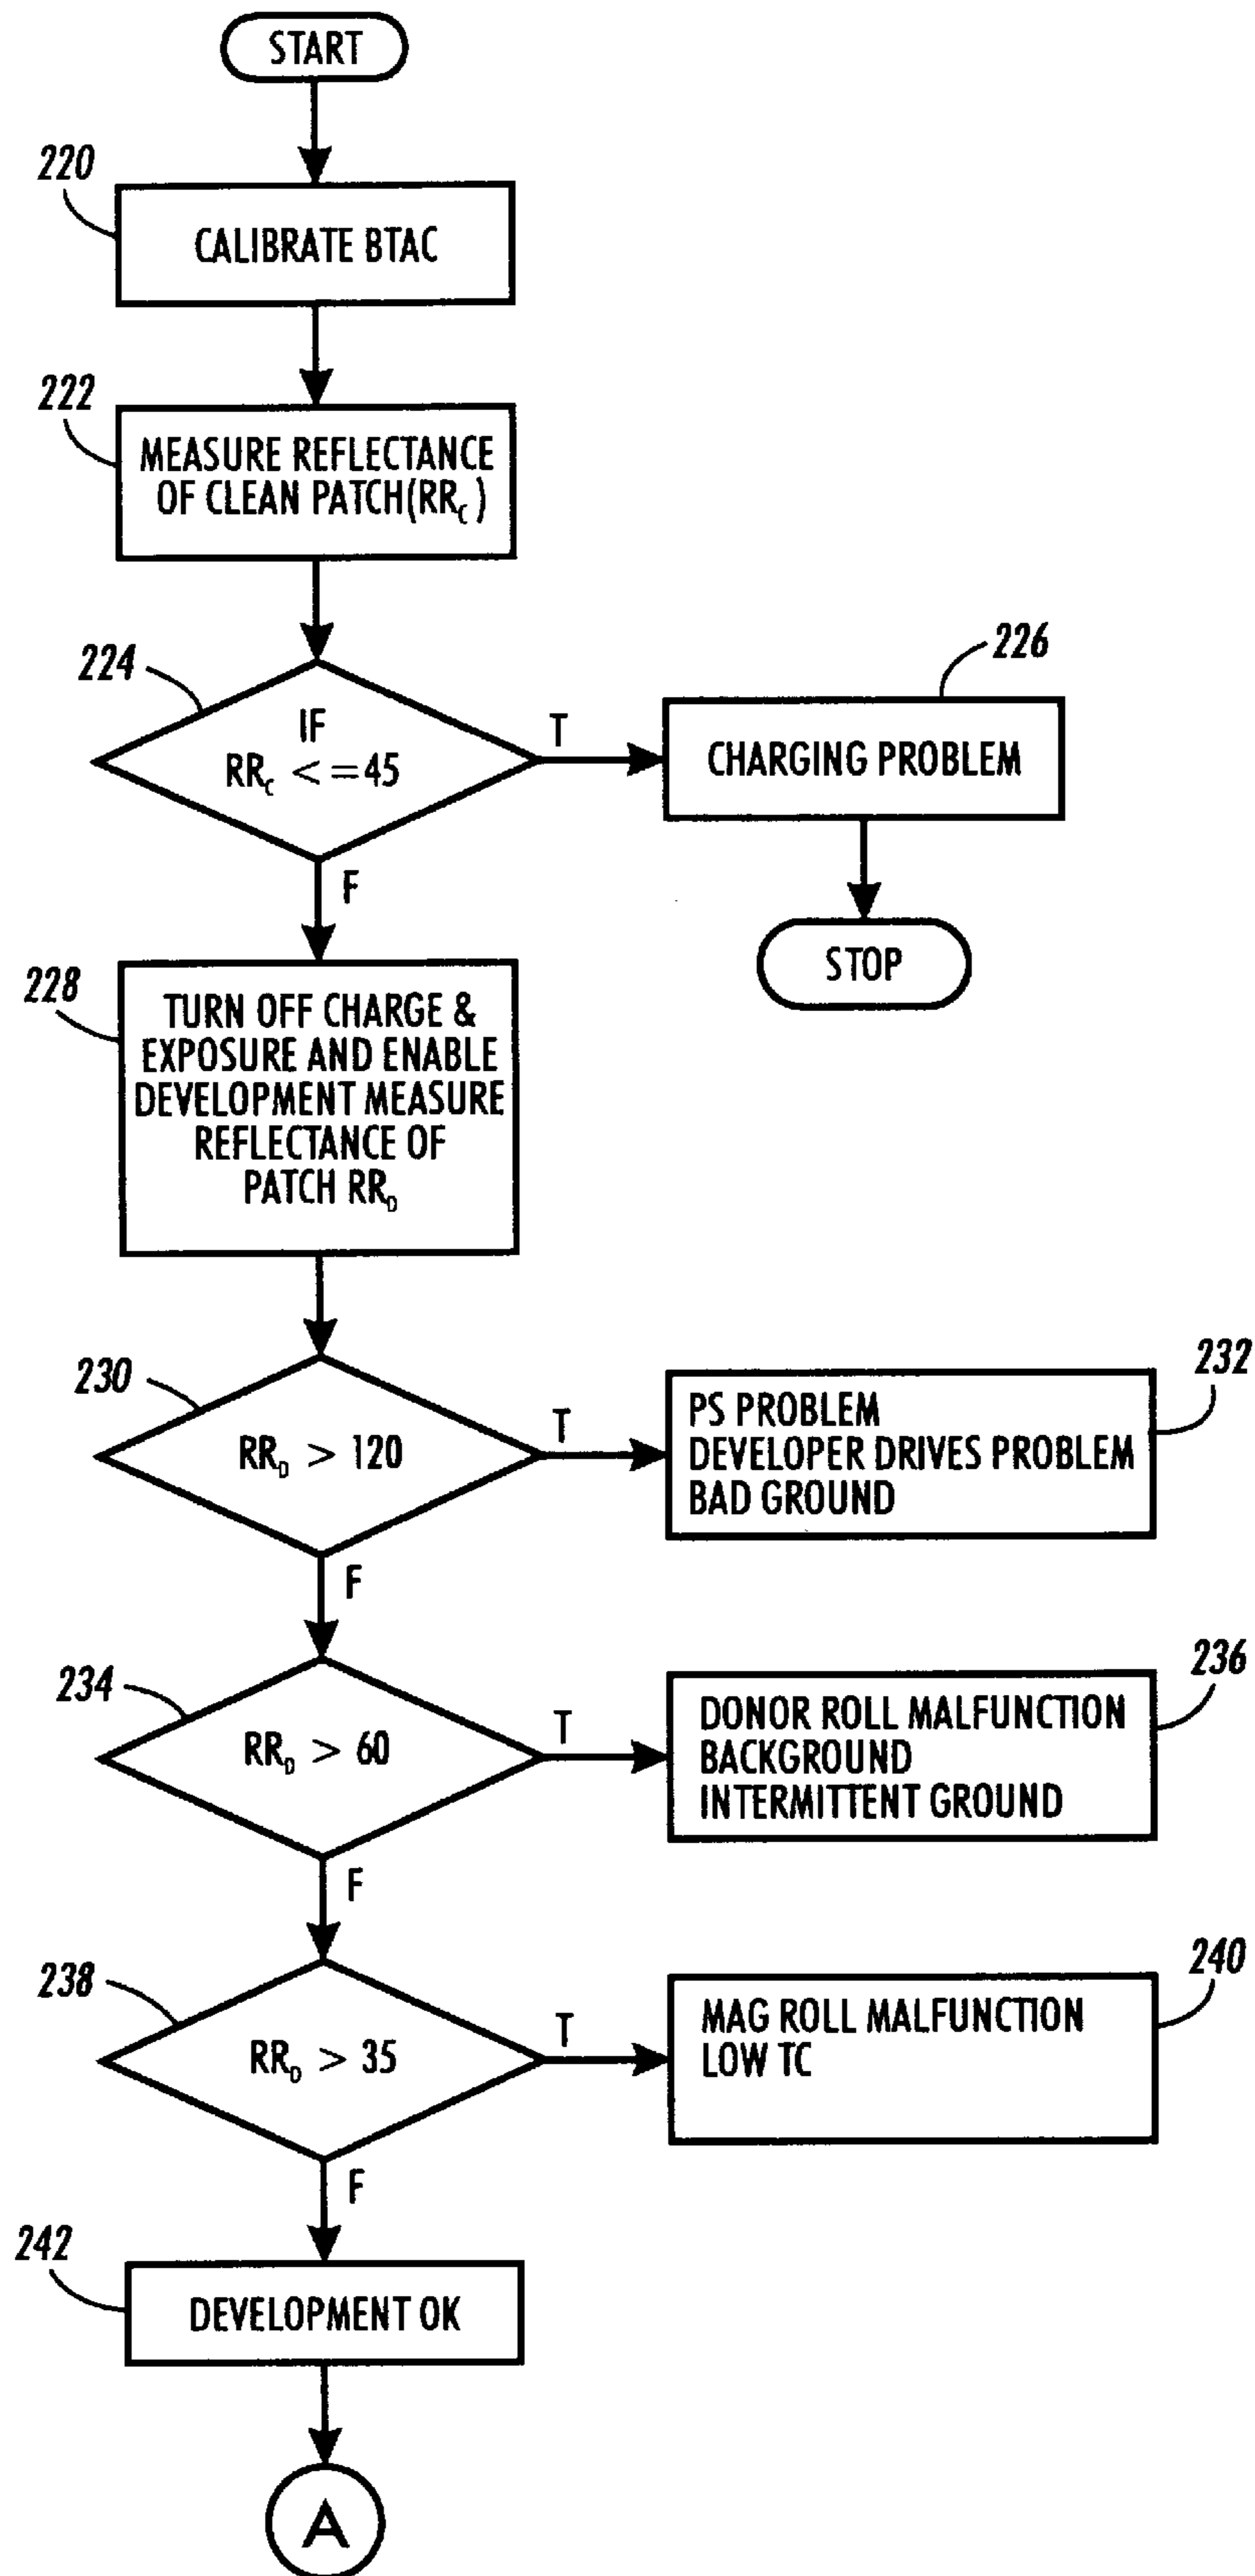 START
220
CALIBRATE BTAC
222
MEASURE REFLECTANCE
OF CLEAN PATCH(RRC)
224
IF
RRC <=45
T
226
CHARGING PROBLEM
F
STOP
228
TURN OFF CHARGE &
EXPOSURE AND ENABLE
DEVELOPMENT MEASURE
REFLECTANCE OF
PATCH RRD
230
RRD > 120
T
232
PS PROBLEM
DEVELOPER DRIVES PROBLEM
BAD GROUND
F
234
RRD > 60
T
236
DONOR ROLL MALFUNCTION
BACKGROUND
INTERMITTENT GROUND
F
238
RRD > 35
T
240
MAG ROLL MALFUNCTION
LOW TC
F
242
DEVELOPMENT OK
A